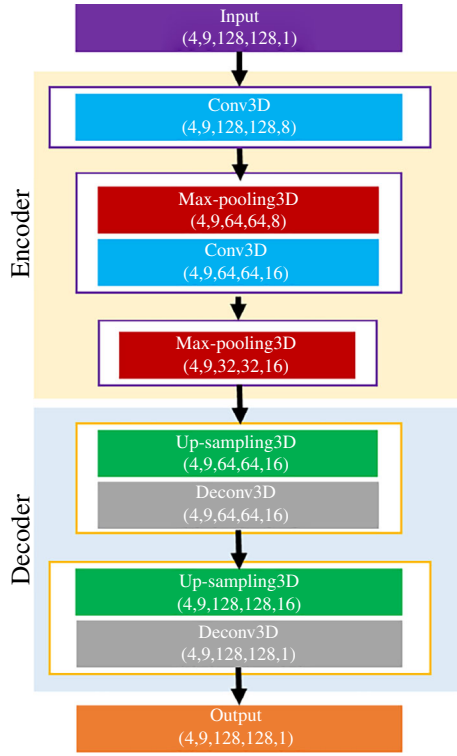 Input
(4,9,128,128,1)
Encoder
Conv3D
(4,9,128,128,8)
Max-pooling3D
(4,9,64,64,8)
Conv3D
(4,9,64,64,16)
Max-pooling3D
(4,9,32,32,16)
Decoder
Up-sampling3D
(4,9,64,64,16)
Deconv3D
(4,9,64,64,16)
Up-sampling3D
(4,9,128,128,16)
Deconv3D
(4,9,128,128,1)
Output
(4,9,128,128,1)